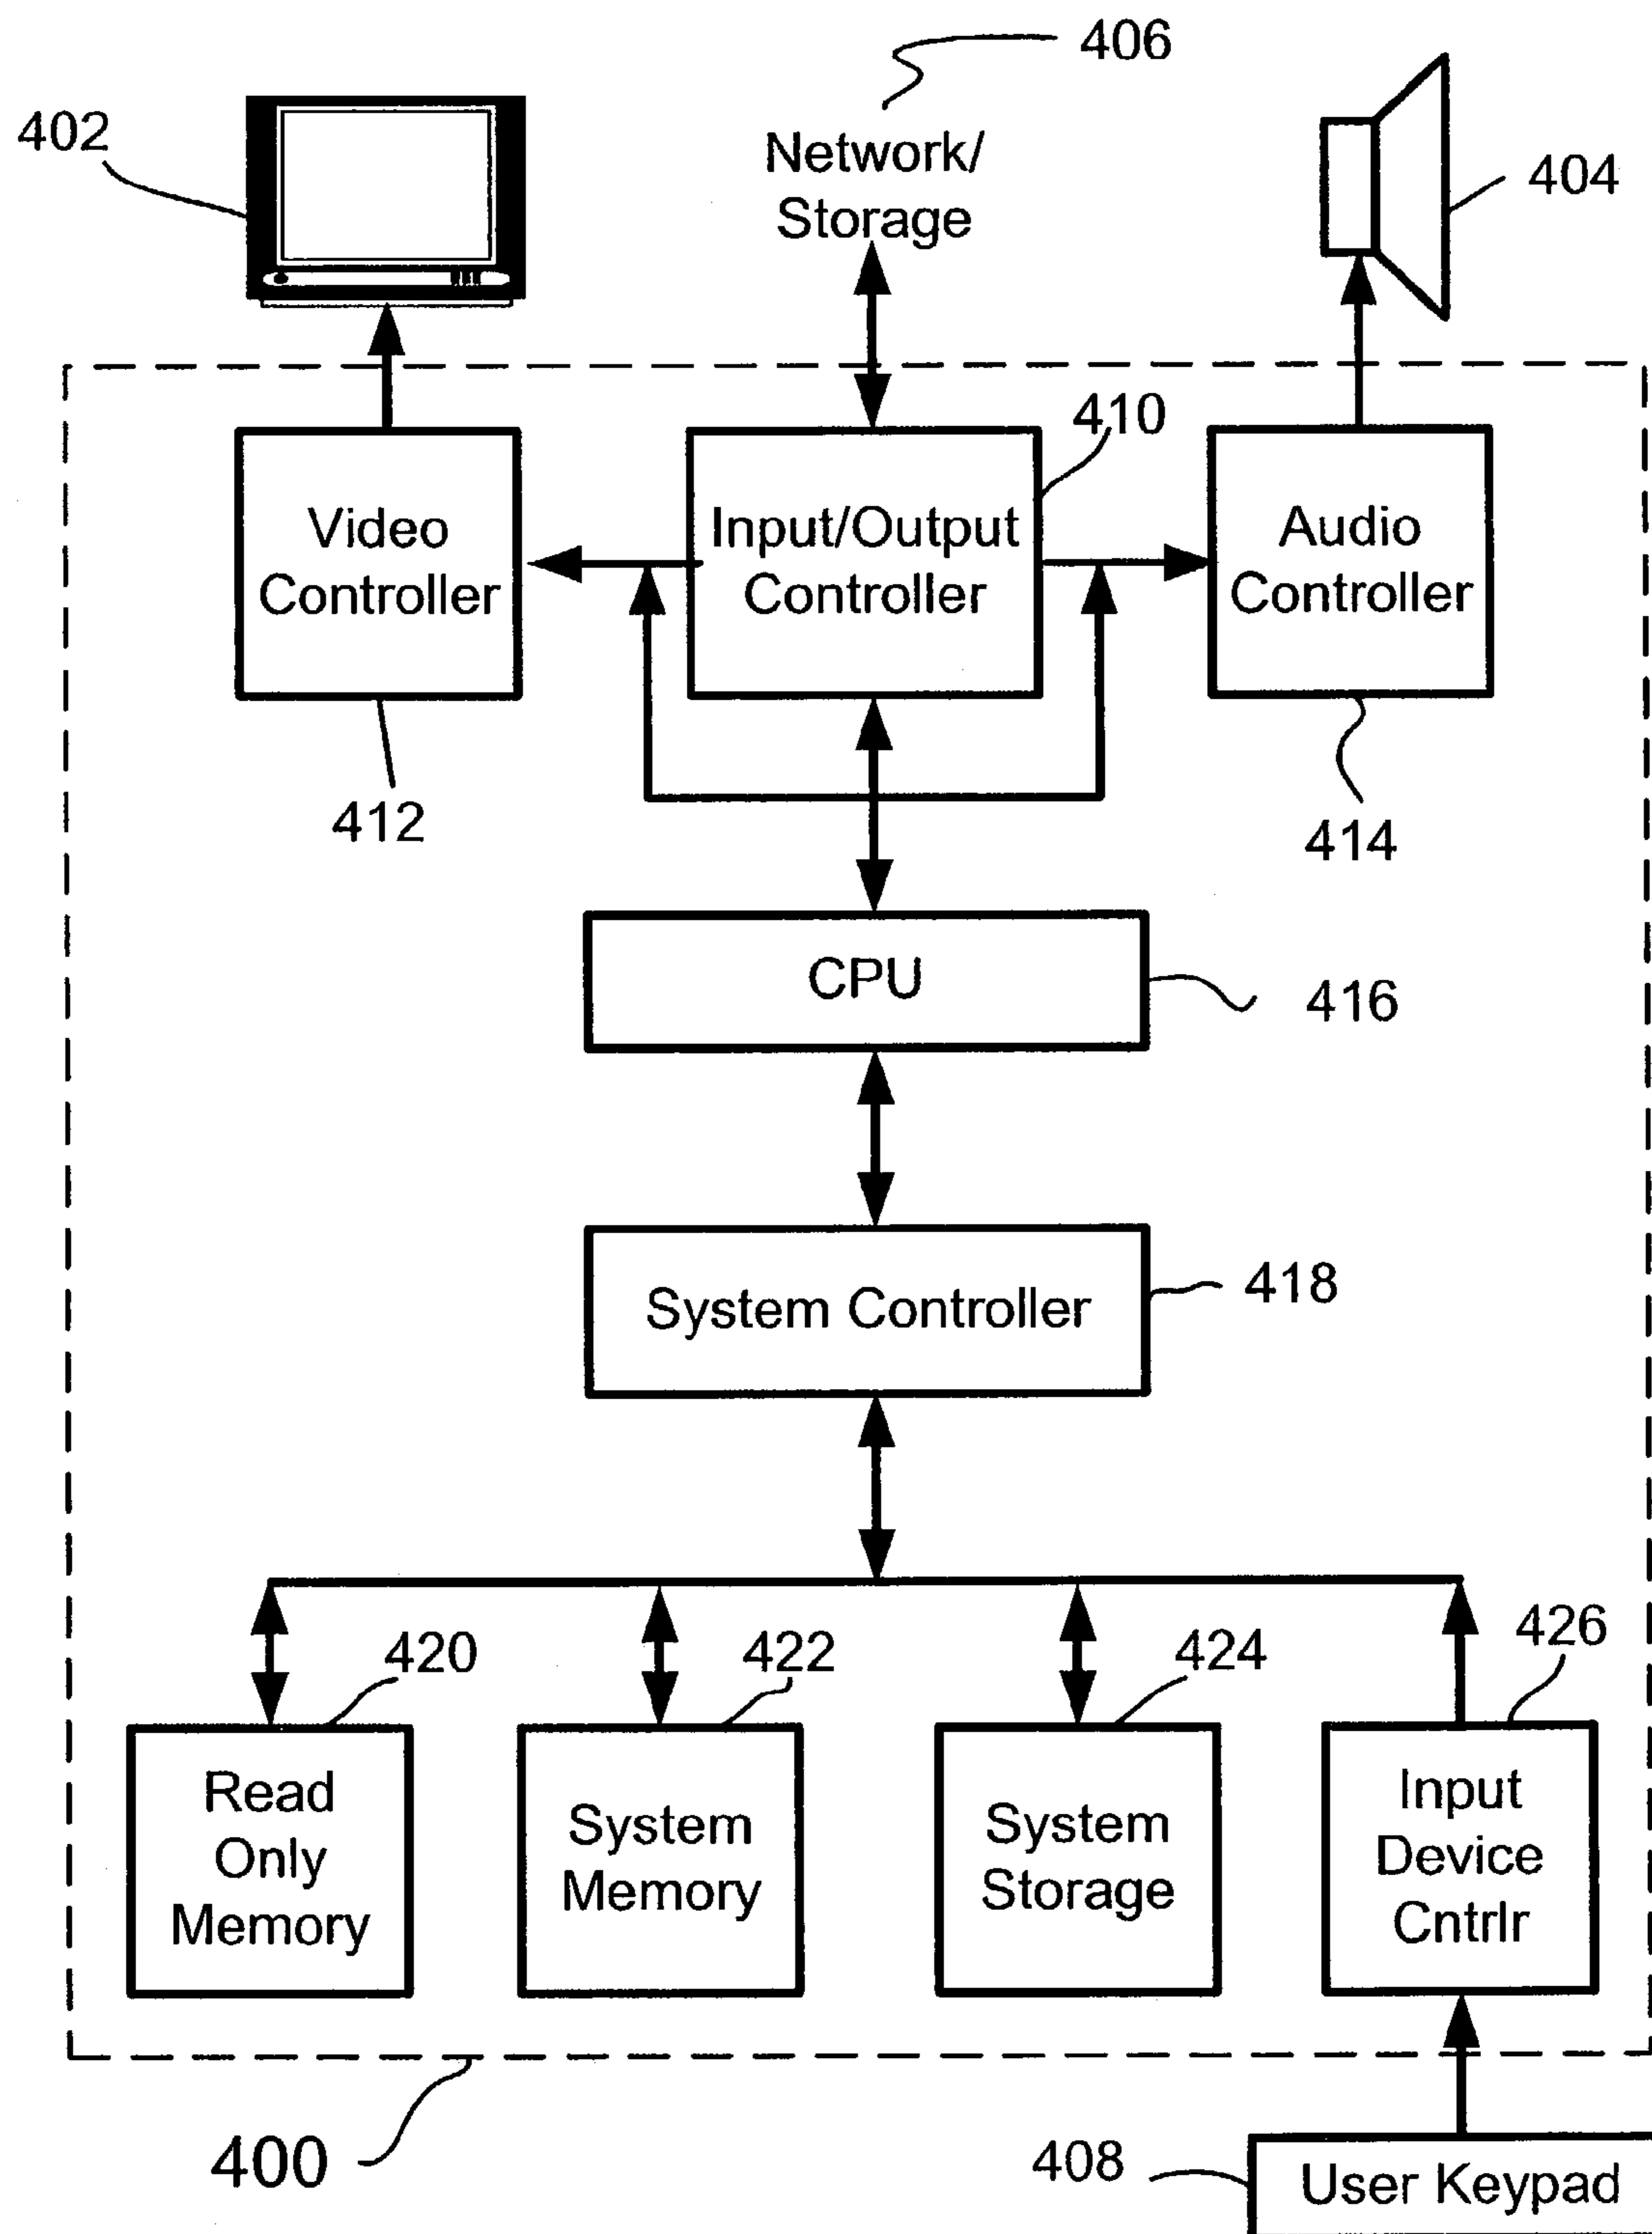 406
402
Network/
Storage
404
410
Video
Controller
Input/Output
Controller
Audio
Controller
412
414
CPU
416
System Controller
418
420
422
424
426
Read
Only
Memory
System
Memory
System
Storage
Input
Device
Cntrlr
400
408
User Keypad